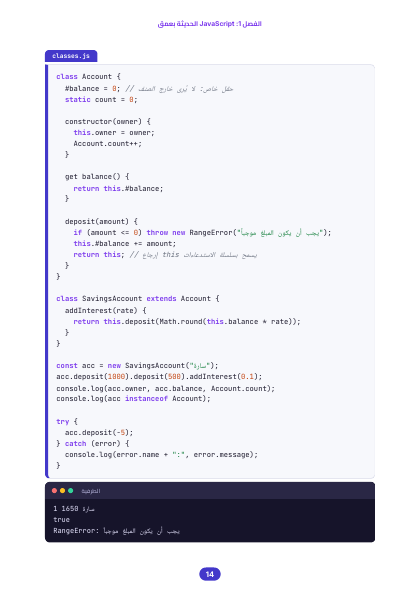 الفصل 1: JavaScript الحديثة بعمق
classes.js
class Account {
  #balance = 0; // حقل خاص: لا يُرى خارج الصنف
  static count = 0;

  constructor(owner) {
    this.owner = owner;
    Account.count++;
  }

  get balance() {
    return this.#balance;
  }

  deposit(amount) {
    if (amount <= 0) throw new RangeError("يجب أن يكون المبلغ موجباً");
    this.#balance += amount;
    return this; // إرجاع this يسمح بسلسلة الاستدعاءات
  }
}

class SavingsAccount extends Account {
  addInterest(rate) {
    return this.deposit(Math.round(this.balance * rate));
  }
}

const acc = new SavingsAccount("سارة");
acc.deposit(1000).deposit(500).addInterest(0.1);
console.log(acc.owner, acc.balance, Account.count);
console.log(acc instanceof Account);

try {
  acc.deposit(-5);
} catch (error) {
  console.log(error.name + ":", error.message);
}
الطرفية
سارة 1650 1
true
RangeError: يجب أن يكون المبلغ موجباً
14